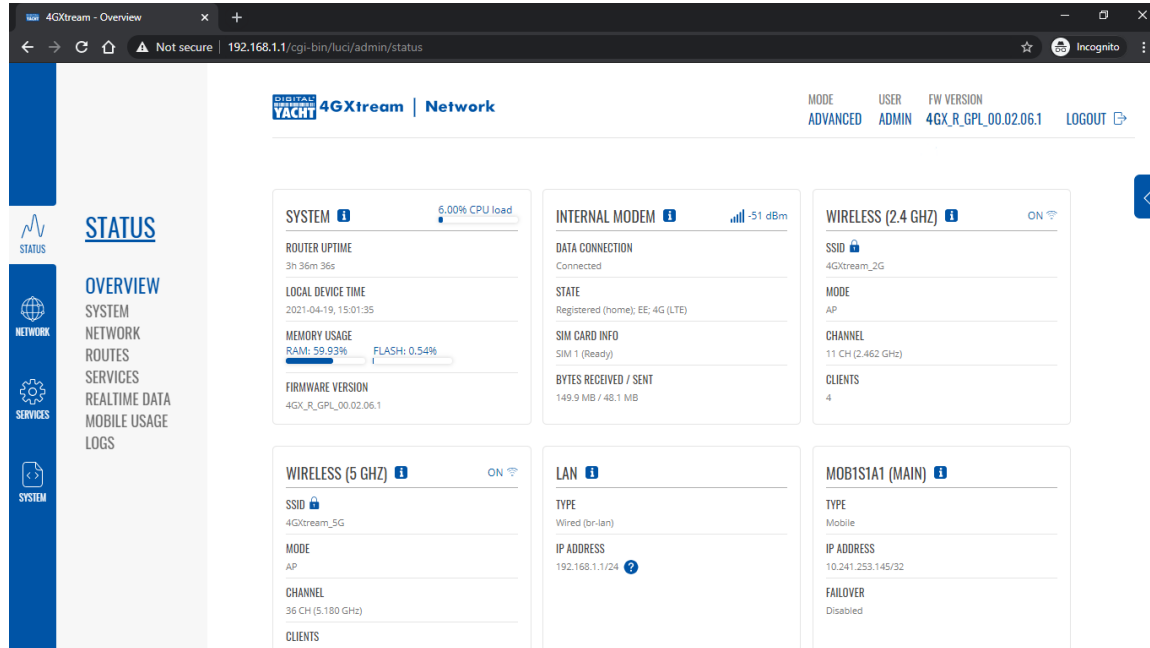 4GXtream - Overview
Not secure 192.168.1.1/cgi-bin/luci/admin/status
Incognito
DIGITAL YACHT 4GXtream | Network
MODE USER FW VERSION
ADVANCED ADMIN 4GX_R_GPL_00.02.06.1 LOGOUT
STATUS
NETWORK
SERVICES
SYSTEM
STATUS
OVERVIEW
SYSTEM
NETWORK
ROUTES
SERVICES
REALTIME DATA
MOBILE USAGE
LOGS
SYSTEM
6.00% CPU load
ROUTER UPTIME
3h 36m 36s
LOCAL DEVICE TIME
2021-04-19, 15:01:35
MEMORY USAGE
RAM: 59.93% FLASH: 0.54%
FIRMWARE VERSION
4GX_R_GPL_00.02.06.1
INTERNAL MODEM
-51 dBm
DATA CONNECTION
Connected
STATE
Registered (home); EE; 4G (LTE)
SIM CARD INFO
SIM 1 (Ready)
BYTES RECEIVED / SENT
149.9 MB / 48.1 MB
WIRELESS (2.4 GHZ)
ON
SSID
4GXtream_2G
MODE
AP
CHANNEL
11 CH (2.462 GHz)
CLIENTS
4
WIRELESS (5 GHZ)
ON
SSID
4GXtream_5G
MODE
AP
CHANNEL
36 CH (5.180 GHz)
CLIENTS
LAN
TYPE
Wired (br-lan)
IP ADDRESS
192.168.1.1/24
MOB1S1A1 (MAIN)
TYPE
Mobile
IP ADDRESS
10.241.253.145/32
FAILOVER
Disabled